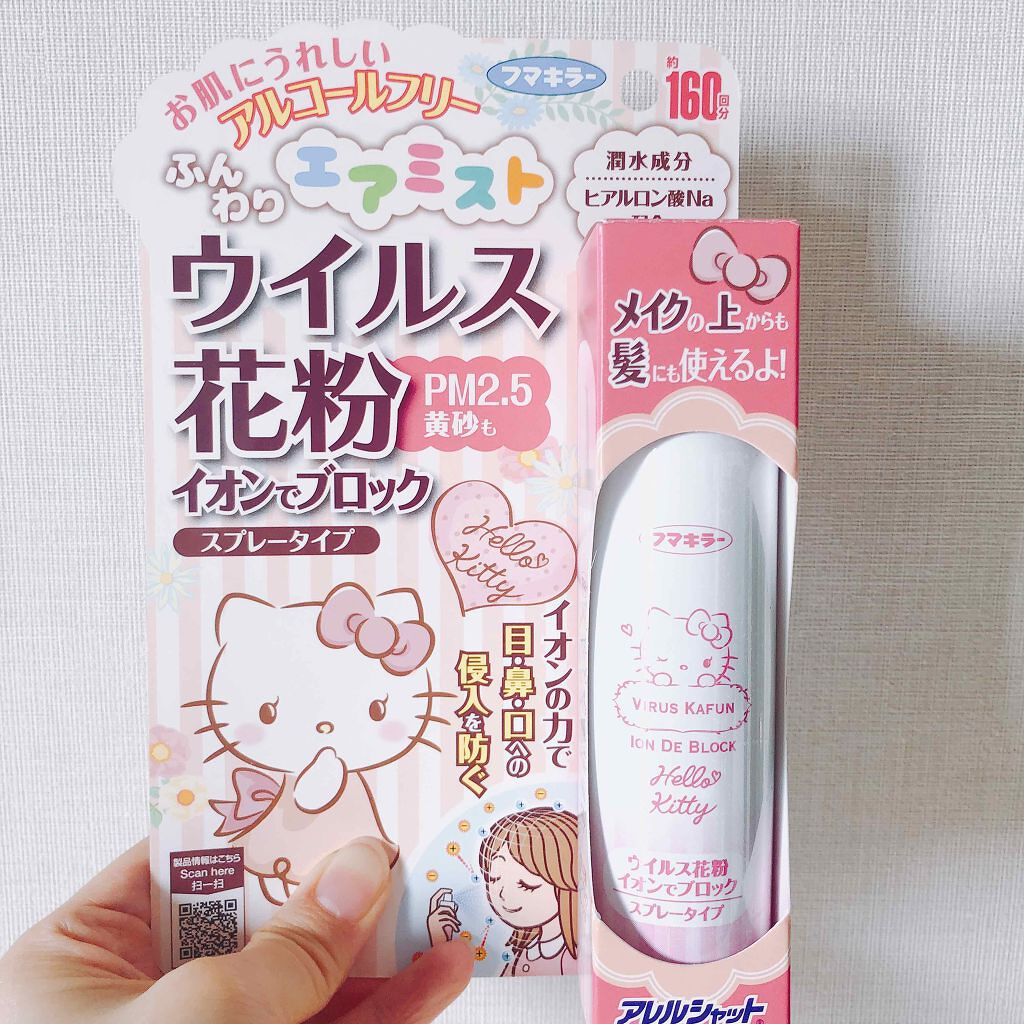 お肌にうれしい
アルコールフリー
フマキラー
約160回分
ふんわり
エアミスト
潤水成分
ヒアルロン酸Na
ウイルス
花粉
PM2.5
黄砂も
イオンでブロック
スプレータイプ
Hello
Kitty
イオンの力で
目・鼻・口への
侵入を防ぐ
製品情報はこちら
Scan here
扫一扫
メイクの上からも
髪にも使えるよ!
フマキラー
VIRUS KAFUN
ION DE BLOCK
Hello
Kitty
ウイルス花粉
イオンでブロック
スプレータイプ
アレルシャット